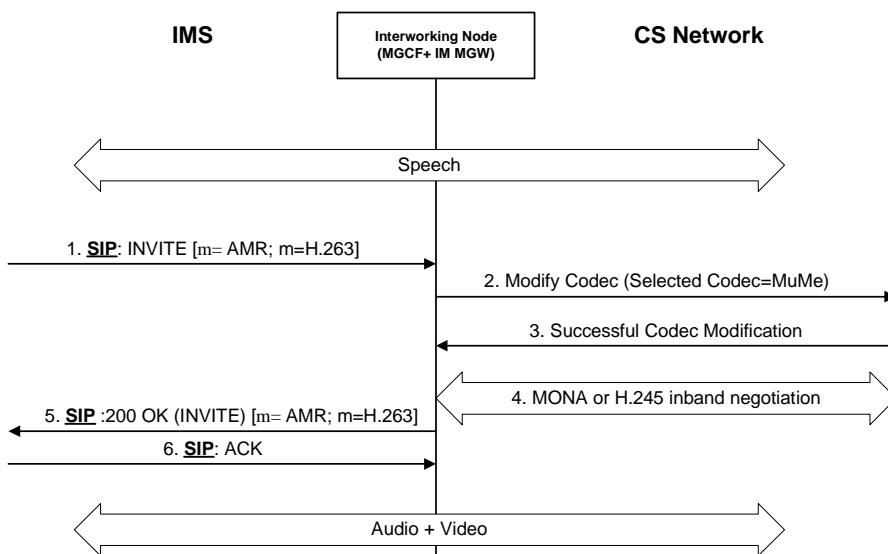 IMS
Interworking Node
(MGCF+ IM MGW)
CS Network
Speech
1. SIP: INVITE [m= AMR; m=H.263]
2. Modify Codec (Selected Codec=MuMe)
3. Successful Codec Modification
4. MONA or H.245 inband negotiation
5. SIP :200 OK (INVITE) [m= AMR; m=H.263]
6. SIP: ACK
Audio + Video